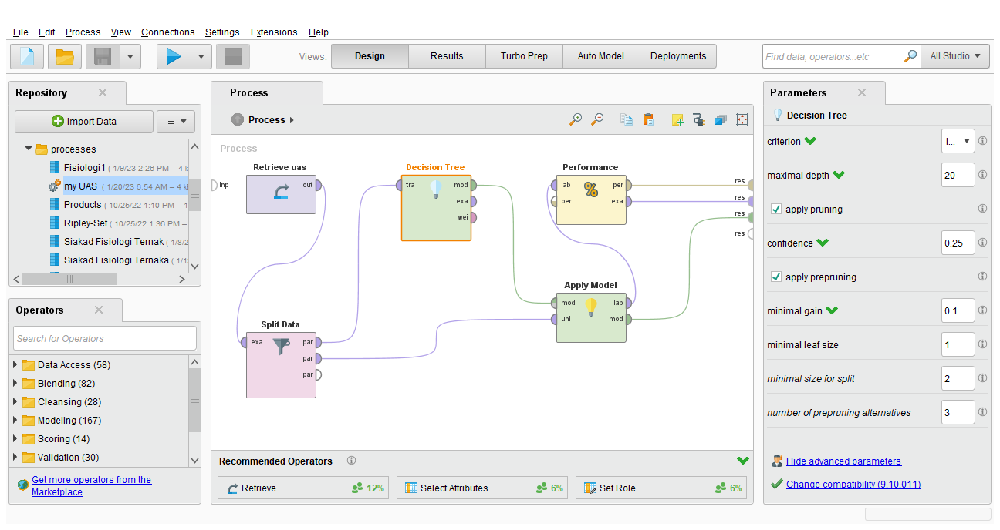 File Edit Process View Connections Settings Extensions Help
Views: Design Results Turbo Prep Auto Model Deployments
Find data, operators...etc All Studio
Repository
Import Data
processes
Fisiologi1 ( 1/9/23 2:26 PM – 4 k
my UAS ( 1/20/23 6:54 AM – 4 k
Products ( 10/25/22 1:10 PM – 1
Ripley-Set ( 10/25/22 1:36 PM –
Siakad Fisiologi Ternak ( 1/8/2
Siakad Fisiologi Ternaka ( 1/1
Operators
Search for Operators
Data Access (58)
Blending (82)
Cleansing (28)
Modeling (167)
Scoring (14)
Validation (30)
Get more operators from the
Marketplace
Process
Process
Process
inp
Retrieve uas
out
Split Data
exa par
par
par
Decision Tree
tra mod
exa
wei
Performance
lab per
per exa
Apply Model
mod lab
unl mod
res
res
res
res
Recommended Operators
Retrieve 12%
Select Attributes 6%
Set Role 6%
Parameters
Decision Tree
criterion i...
maximal depth 20
apply pruning
confidence 0.25
apply prepruning
minimal gain 0.1
minimal leaf size 1
minimal size for split 2
number of prepruning alternatives 3
Hide advanced parameters
Change compatibility (9.10.011)